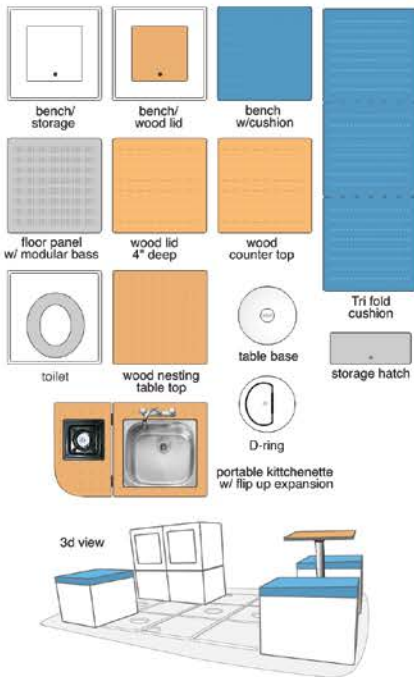 bench/
storage
bench/
wood lid
bench
w/cushion
floor panel
w/ modular bass
wood lid
4" deep
wood
counter top
Tri fold
cushion
toilet
wood nesting
table top
table base
storage hatch
D-ring
portable kittchenette
w/ flip up expansion
3d view